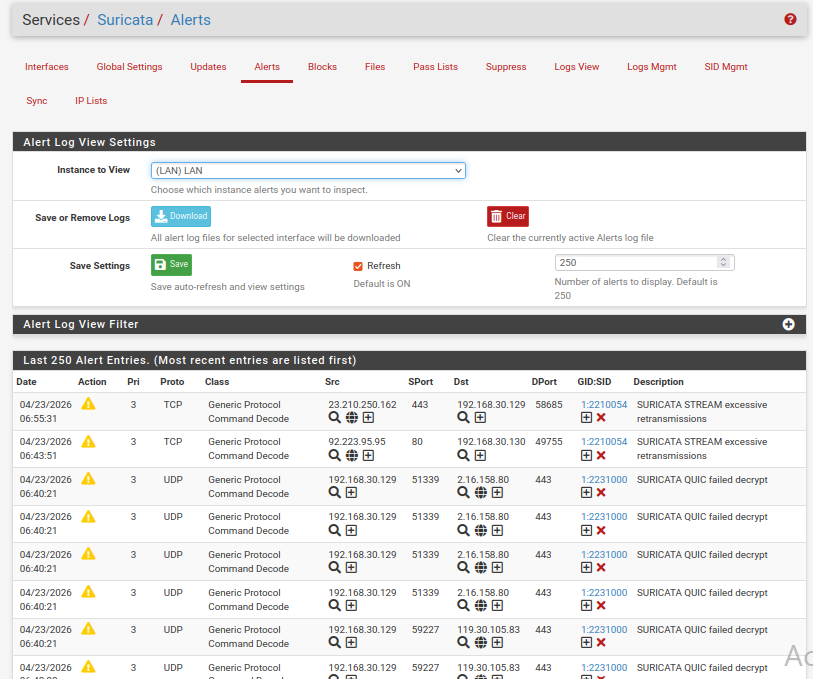 Services / Suricata / Alerts
Interfaces Global Settings Updates Alerts Blocks Files Pass Lists Suppress Logs View Logs Mgmt SID Mgmt
Sync IP Lists
Alert Log View Settings
Instance to View (LAN) LAN
Choose which instance alerts you want to inspect.
Save or Remove Logs Download Clear
All alert log files for selected interface will be downloaded Clear the currently active Alerts log file
Save Settings Save Refresh 250
Save auto-refresh and view settings Default is ON Number of alerts to display. Default is
250
Alert Log View Filter
Last 250 Alert Entries. (Most recent entries are listed first)
Date Action Pri Proto Class Src SPort Dst DPort GID:SID Description
04/23/2026 3 TCP Generic Protocol 23.210.250.162 443 192.168.30.129 58685 1:2210054 SURICATA STREAM excessive
06:55:31 Command Decode retransmissions
04/23/2026 3 TCP Generic Protocol 92.223.95.95 80 192.168.30.130 49755 1:2210054 SURICATA STREAM excessive
06:43:51 Command Decode retransmissions
04/23/2026 3 UDP Generic Protocol 192.168.30.129 51339 2.16.158.80 443 1:2231000 SURICATA QUIC failed decrypt
06:40:21 Command Decode
04/23/2026 3 UDP Generic Protocol 192.168.30.129 51339 2.16.158.80 443 1:2231000 SURICATA QUIC failed decrypt
06:40:21 Command Decode
04/23/2026 3 UDP Generic Protocol 192.168.30.129 51339 2.16.158.80 443 1:2231000 SURICATA QUIC failed decrypt
06:40:21 Command Decode
04/23/2026 3 UDP Generic Protocol 192.168.30.129 51339 2.16.158.80 443 1:2231000 SURICATA QUIC failed decrypt
06:40:21 Command Decode
04/23/2026 3 UDP Generic Protocol 192.168.30.129 59227 119.30.105.83 443 1:2231000 SURICATA QUIC failed decrypt
06:40:21 Command Decode
04/23/2026 3 UDP Generic Protocol 192.168.30.129 59227 119.30.105.83 443 1:2231000 SURICATA QUIC failed decrypt